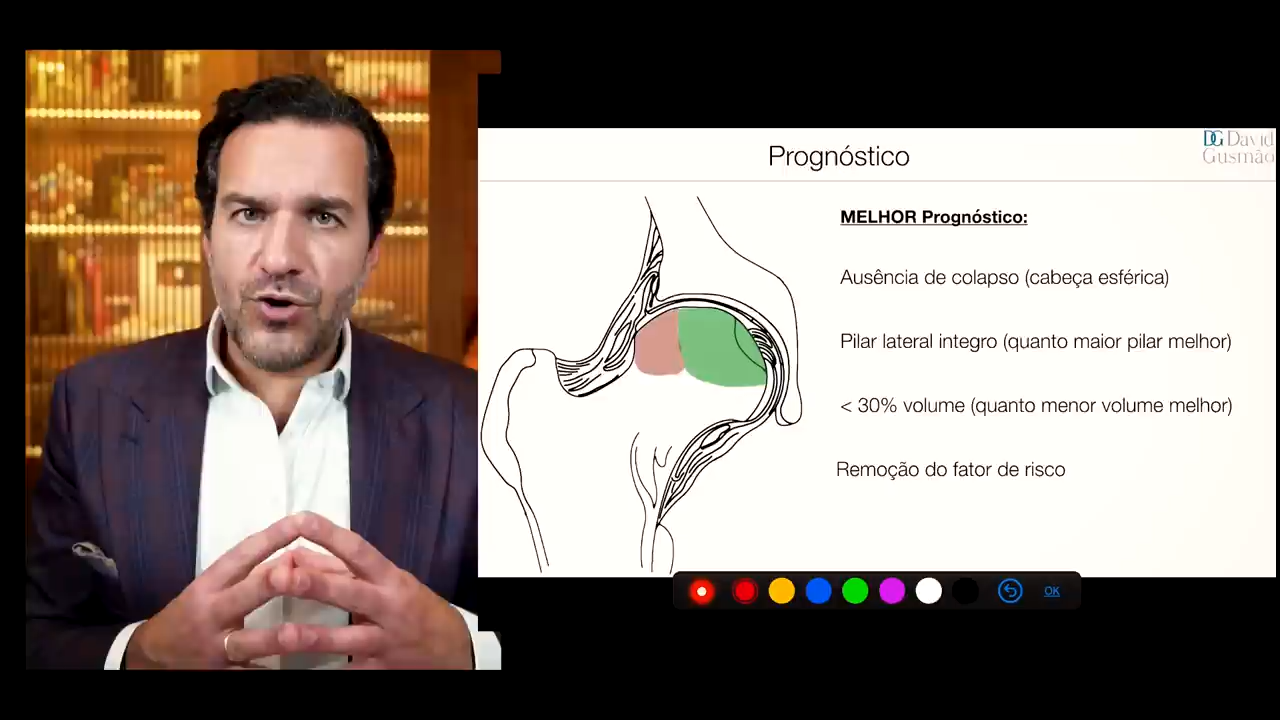 Prognóstico
DG David
Gusmão
MELHOR Prognóstico:
Ausência de colapso (cabeça esférica)
Pilar lateral integro (quanto maior pilar melhor)
< 30% volume (quanto menor volume melhor)
Remoção do fator de risco
OK